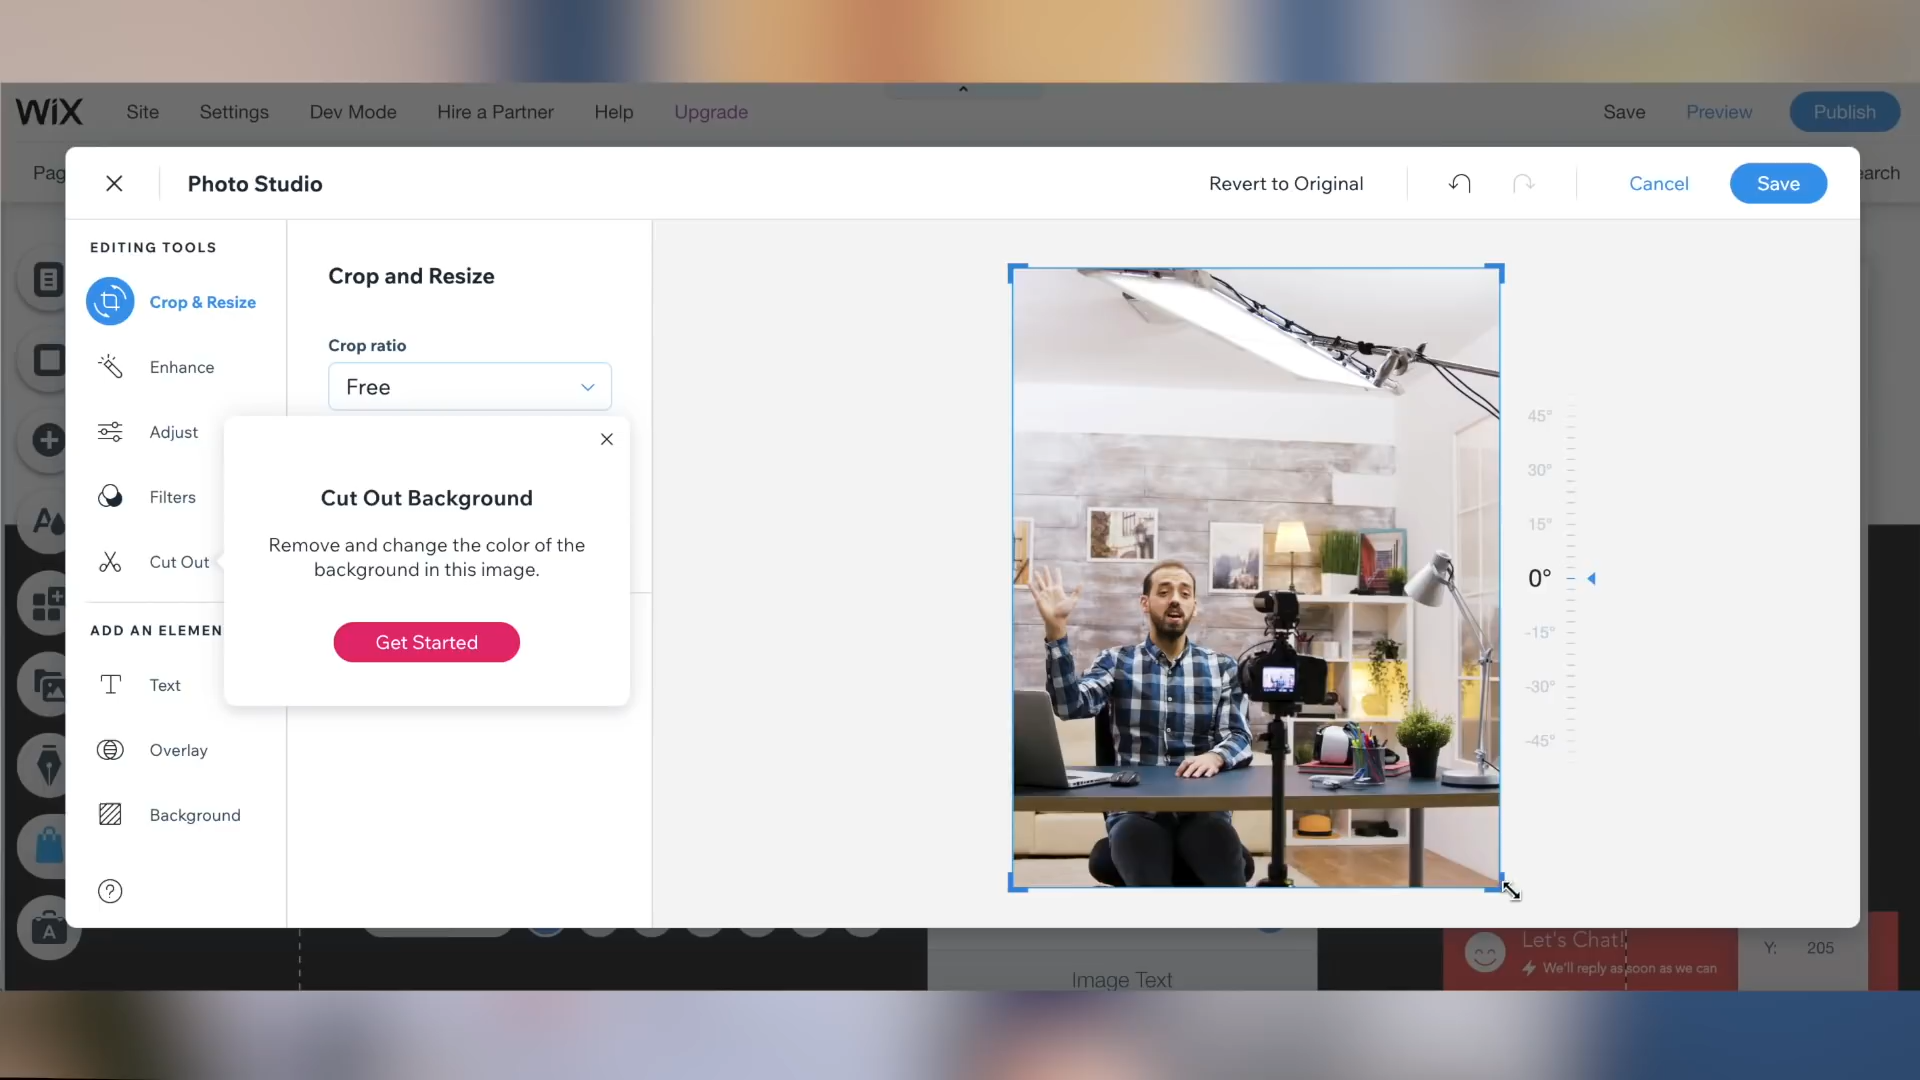 WiX Site Settings Dev Mode Hire a Partner Help Upgrade Save Preview Publish
Photo Studio Revert to Original Cancel Save
EDITING TOOLS
Crop & Resize
Enhance
Adjust
Filters
Cut Out
ADD AN ELEMEN
Text
Overlay
Background
Crop and Resize
Crop ratio
Free
Cut Out Background
Remove and change the color of the
background in this image.
Get Started
45°
30°
15°
0°
-15°
-30°
-45°
Image Text
Let's Chat!
We'll reply as soon as we can
Y: 205